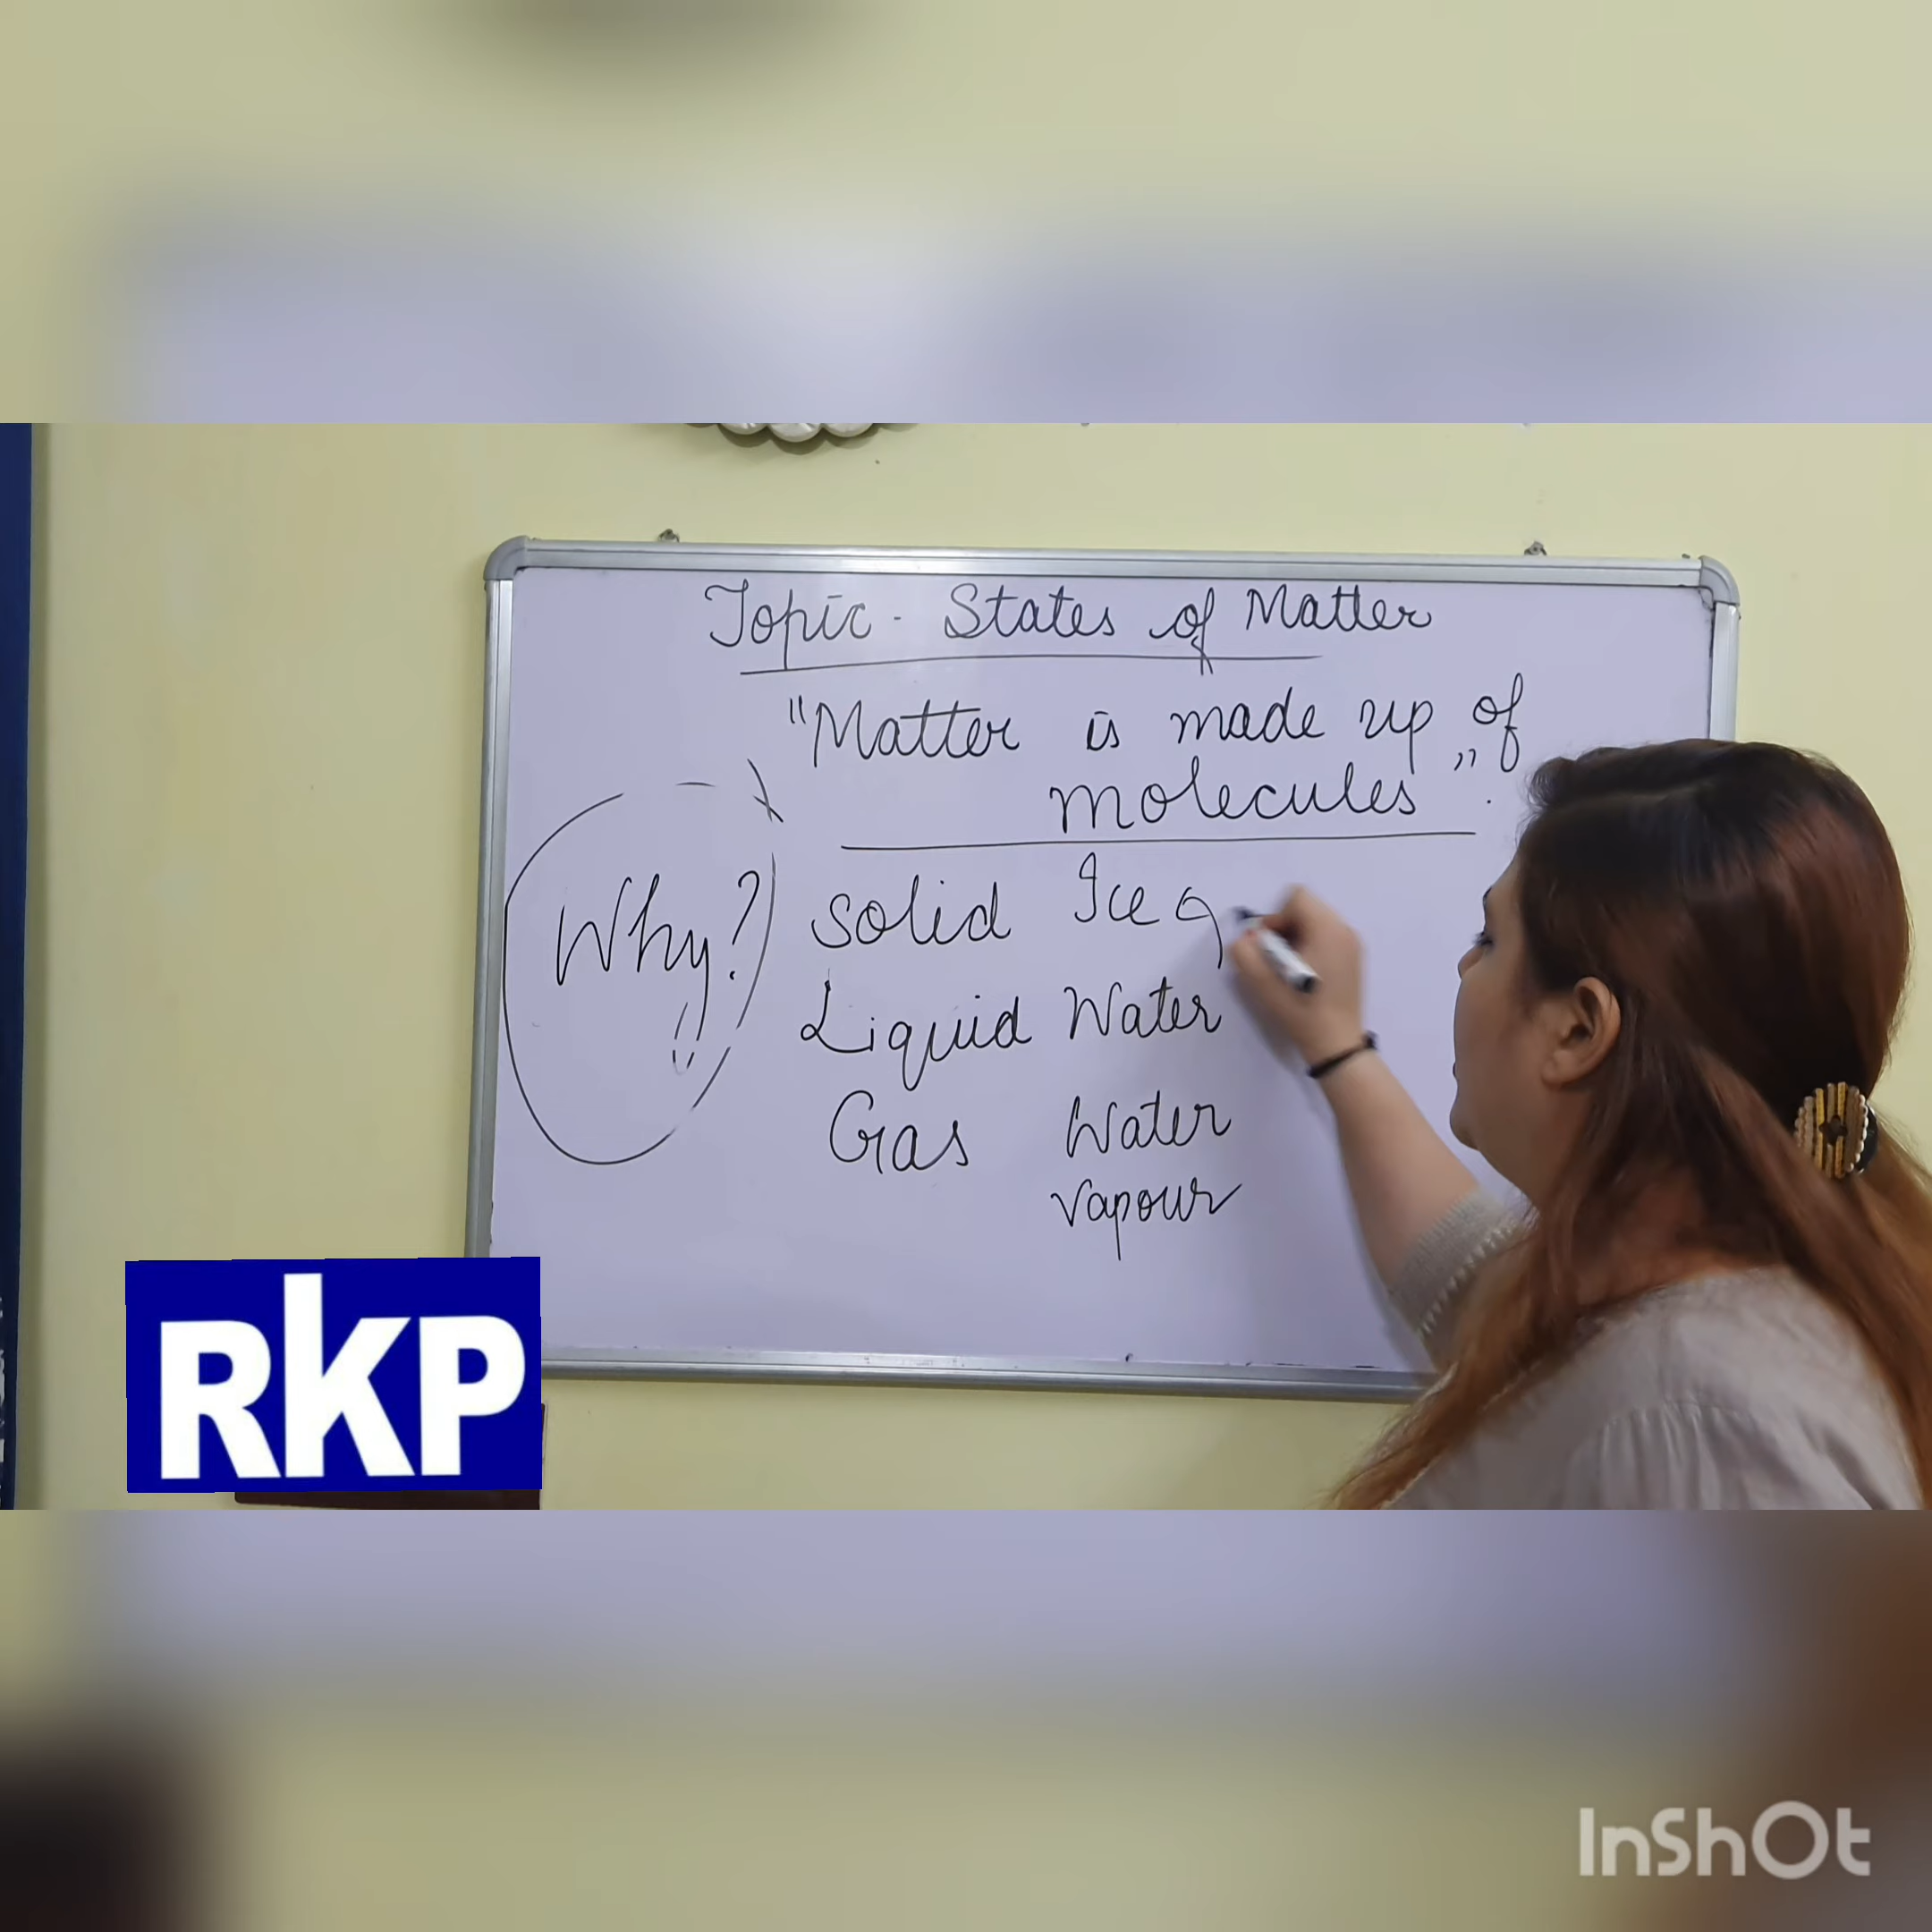 Topic - States of Matter
"Matter is made up of
molecules".
Why?
Solid Ice
Liquid Water
Gas Water
Vapour
RKP
InShOt